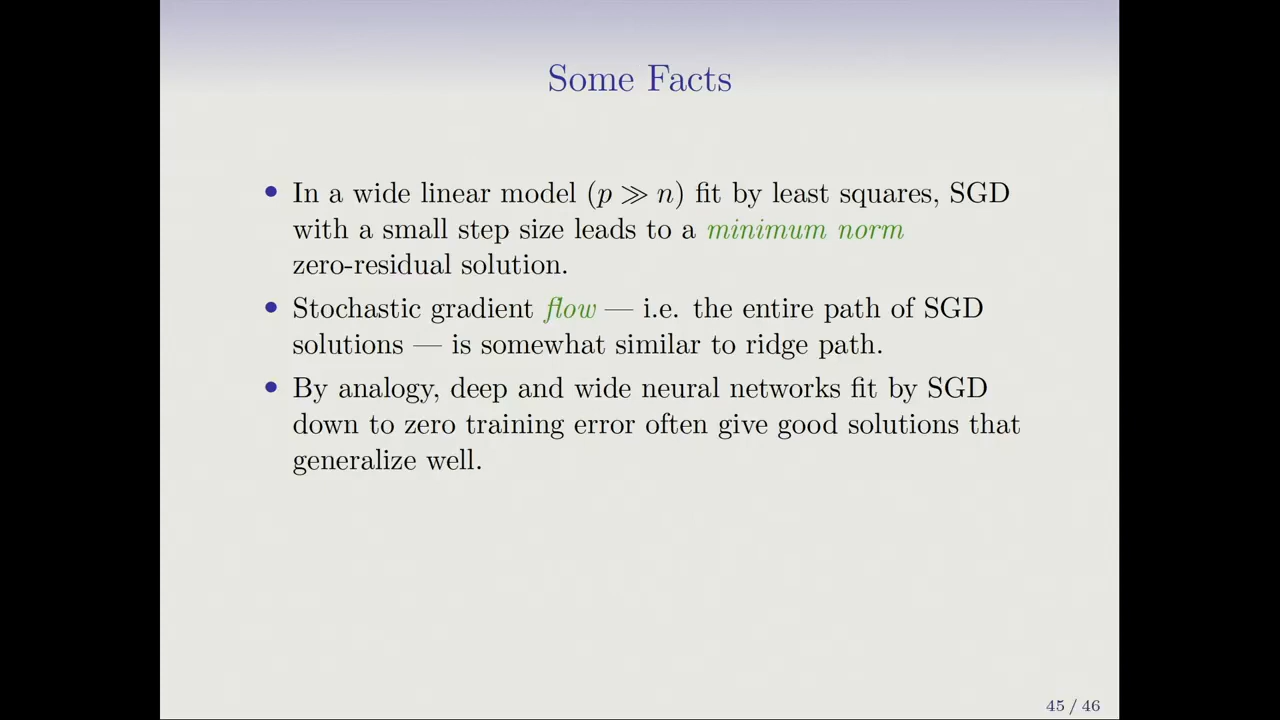 Some Facts
• In a wide linear model (p ≫ n) fit by least squares, SGD
with a small step size leads to a minimum norm
zero-residual solution.
• Stochastic gradient flow — i.e. the entire path of SGD
solutions — is somewhat similar to ridge path.
• By analogy, deep and wide neural networks fit by SGD
down to zero training error often give good solutions that
generalize well.
45 / 46